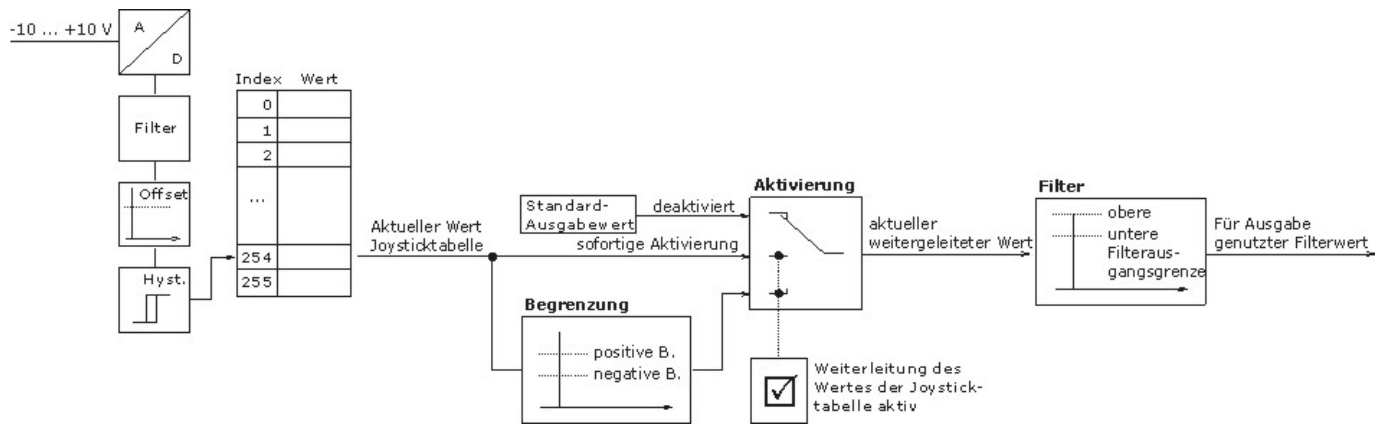 -10 ... +10 V
A
D
Filter
Offset
Hyst.
Index Wert
0
1
2
...
254
255
Aktueller Wert
Joysticktabelle
Standard-
Ausgabewert
deaktiviert
sofortige Aktivierung
Begrenzung
positive B.
negative B.
Aktivierung
Weiterleitung des
Wertes der Joystick-
tabelle aktiv
aktueller
weitergeleiteter Wert
Filter
obere
untere
Filteraus-
gangsgrenze
Für Ausgabe
genutzter Filterwert